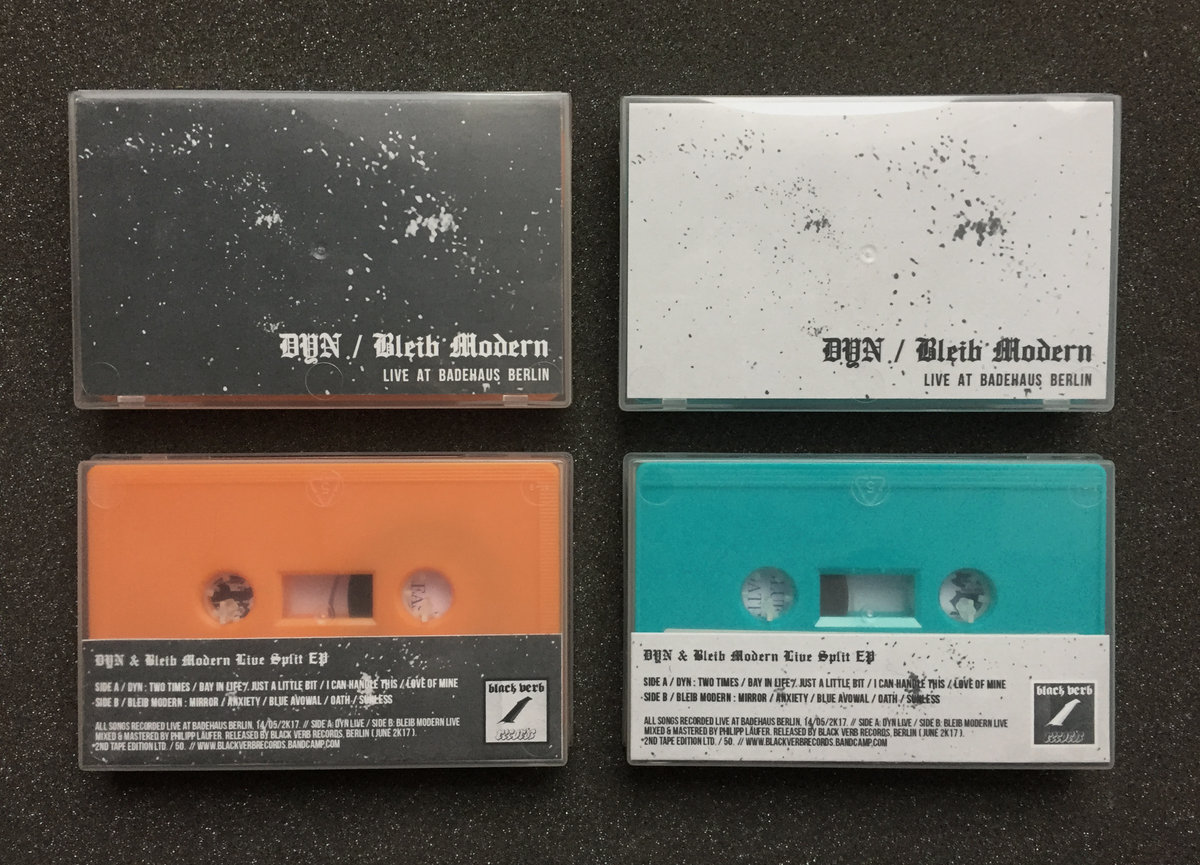 DYN / Bleib Modern
LIVE AT BADEHAUS BERLIN
DYN / Bleib Modern
LIVE AT BADEHAUS BERLIN
DYN & Bleib Modern Live Split EP
SIDE A / DYN : TWO TIMES / BAY IN LIFE / JUST A LITTLE BIT / I CAN HANDLE THIS / LOVE OF MINE
SIDE B / BLEIB MODERN : MIRROR / ANXIETY / BLUE AVOWAL / OATH / SUNLESS
ALL SONGS RECORDED LIVE AT BADEHAUS BERLIN, 14/05/2K17. // SIDE A: DYN LIVE / SIDE B: BLEIB MODERN LIVE
MIXED & MASTERED BY PHILIPP LÄUFER. RELEASED BY BLACK VERB RECORDS, BERLIN ( JUNE 2K17 ).
*2ND TAPE EDITION LTD. / 50. // WWW.BLACKVERBRECORDS.BANDCAMP.COM
black verb
records
DYN & Bleib Modern Live Split EP
SIDE A / DYN : TWO TIMES / BAY IN LIFE / JUST A LITTLE BIT / I CAN HANDLE THIS / LOVE OF MINE
SIDE B / BLEIB MODERN : MIRROR / ANXIETY / BLUE AVOWAL / OATH / SUNLESS
ALL SONGS RECORDED LIVE AT BADEHAUS BERLIN, 14/05/2K17. // SIDE A: DYN LIVE / SIDE B: BLEIB MODERN LIVE
MIXED & MASTERED BY PHILIPP LÄUFER. RELEASED BY BLACK VERB RECORDS, BERLIN ( JUNE 2K17 ).
*2ND TAPE EDITION LTD. / 50. // WWW.BLACKVERBRECORDS.BANDCAMP.COM
black verb
records